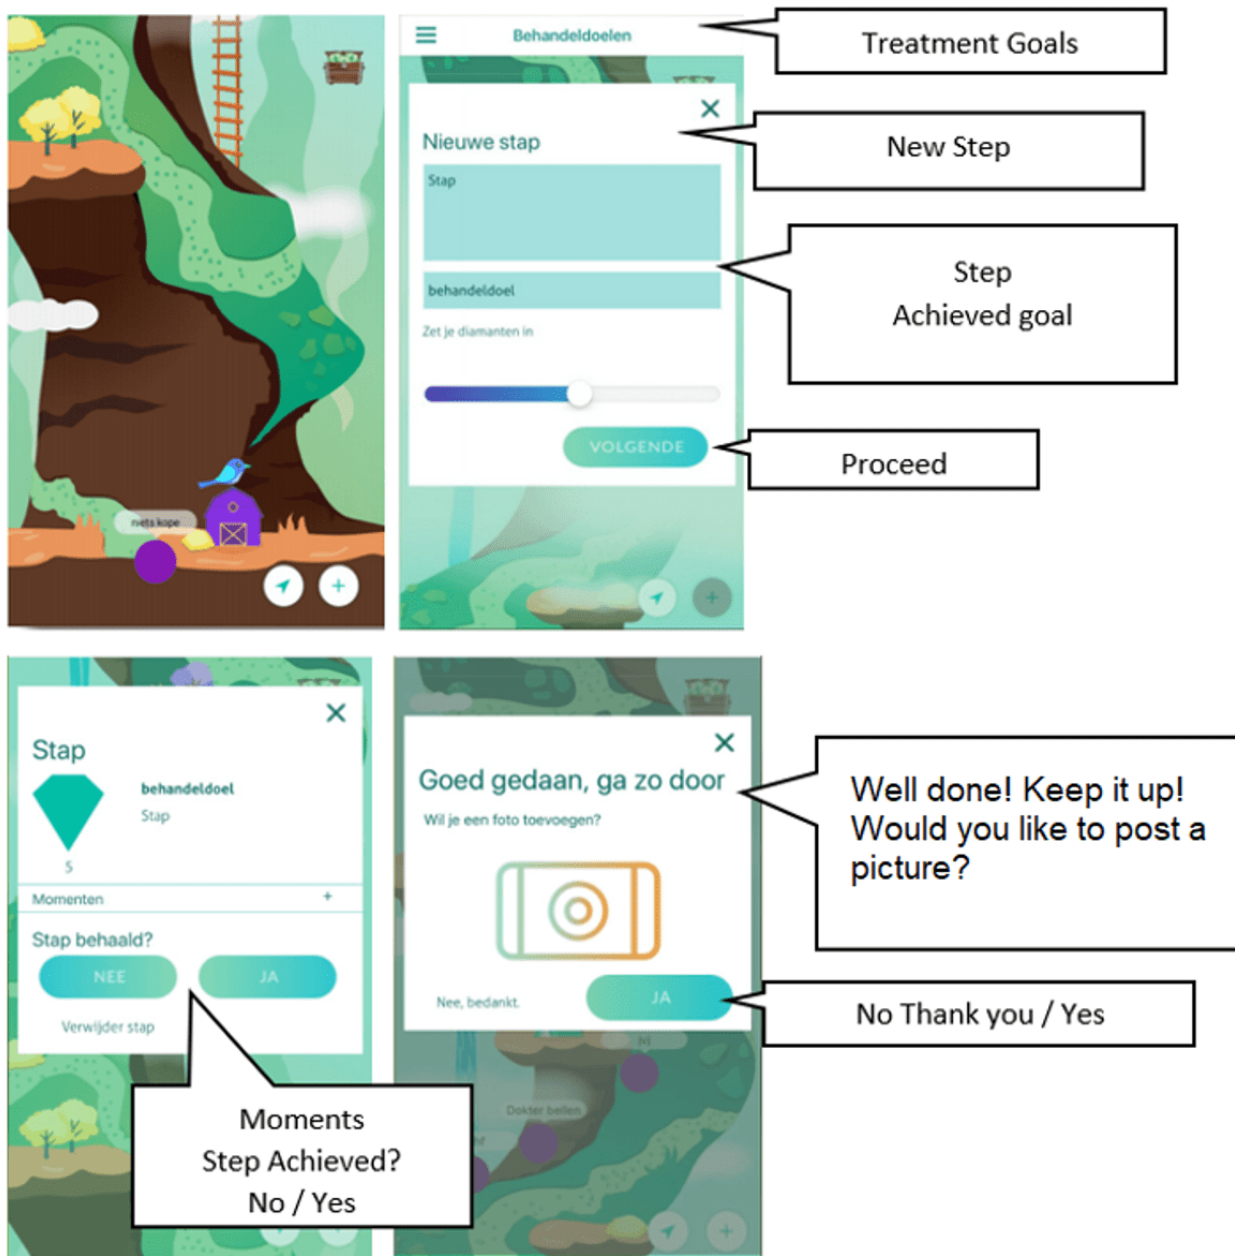 niets kope
Behandeldoelen
Nieuwe stap
Stap
behandeldoel
Zet je diamanten in
VOLGENDE
Treatment Goals
New Step
Step
Achieved goal
Proceed
Stap
behandeldoel
Stap
5
Momenten +
Stap behaald?
NEE JA
Verwijder stap
Moments
Step Achieved?
No / Yes
Goed gedaan, ga zo door
Wil je een foto toevoegen?
Nee, bedankt. JA
Dokter bellen
Well done! Keep it up!
Would you like to post a
picture?
No Thank you / Yes